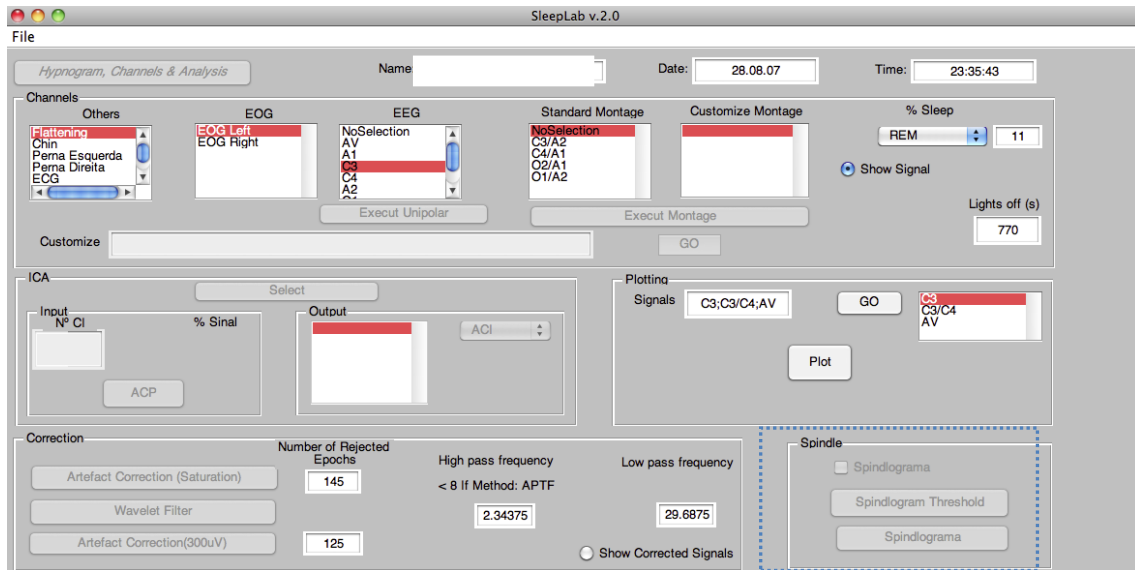 SleepLab v.2.0
File
Hypnogram, Channels & Analysis
Name
Date:
28.08.07
Time:
23:35:43
Channels
Others
EOG
EEG
Standard Montage
Customize Montage
% Sleep
Flattening
Chin
Perna Esquerda
Perna Direita
ECG
EOG Left
EOG Right
NoSelection
AV
A1
C3
C4
A2
NoSelection
C3/A2
C4/A1
O2/A1
O1/A2
REM
11
Show Signal
Execut Unipolar
Execut Montage
Lights off (s)
770
Customize
GO
ICA
Select
Input
Nº CI
% Sinal
ACP
Output
ACI
Plotting
Signals
C3;C3/C4;AV
GO
C3
C3/C4
AV
Plot
Correction
Number of Rejected
Epochs
High pass frequency
Low pass frequency
Artefact Correction (Saturation)
145
< 8 If Method: APTF
Wavelet Filter
2.34375
29.6875
Artefact Correction(300uV)
125
Show Corrected Signals
Spindle
Spindlograma
Spindlogram Threshold
Spindlograma